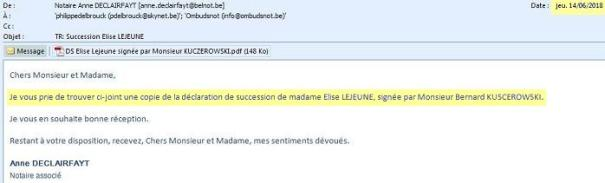 De : Notaire Anne DECLAIRFAYT [anne.declairfayt@belnot.be] Date : jeu. 14/06/2018
À : 'philippedelbrouck (pdelbrouck@skynet.be)'; 'Ombudsnot (info@ombudsnot.be)'
Cc :
Objet : TR: Succession Elise LEJEUNE
Message DS Elise Lejeune signée par Monsieur KUCZEROWSKI.pdf (148 Ko)
Chers Monsieur et Madame,
Je vous prie de trouver ci-joint une copie de la déclaration de succession de madame Elise LEJEUNE, signée par Monsieur Bernard KUSCEROWSKI.
Je vous en souhaite bonne réception.
Restant à votre disposition, recevez, Chers Monsieur et Madame, mes sentiments dévoués.
Anne DECLAIRFAYT
Notaire associé